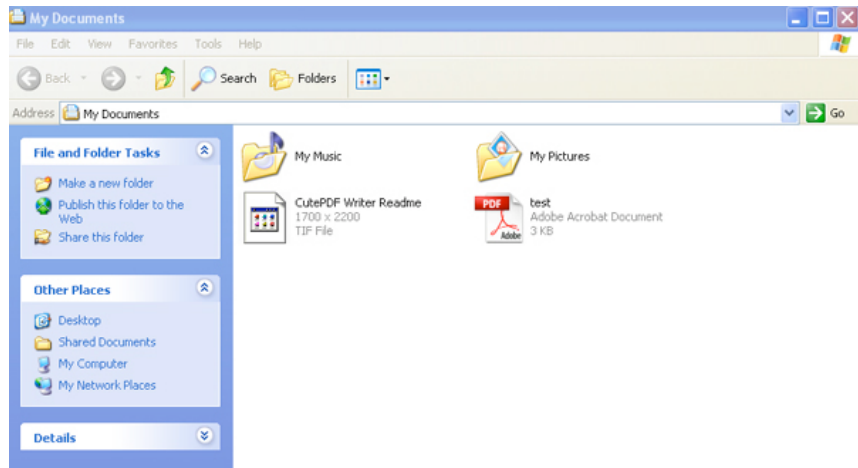 My Documents
File Edit View Favorites Tools Help
Back Search Folders
Address My Documents Go
File and Folder Tasks
Make a new folder
Publish this folder to the
Web
Share this folder
Other Places
Desktop
Shared Documents
My Computer
My Network Places
Details
My Music
My Pictures
CutePDF Writer Readme
1700 x 2200
TIF File
PDF
Adobe
test
Adobe Acrobat Document
3 KB